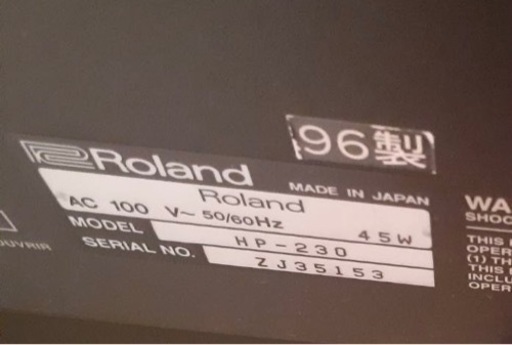 96製
Roland
MADE IN JAPAN
Roland
AC 100 V~ 50/60Hz 45W
MODEL HP-230
SERIAL NO. ZJ35153
OUVRIR
WA
SHOC
THIS
OPER
(1) TH
THIS
INCLU
OPER